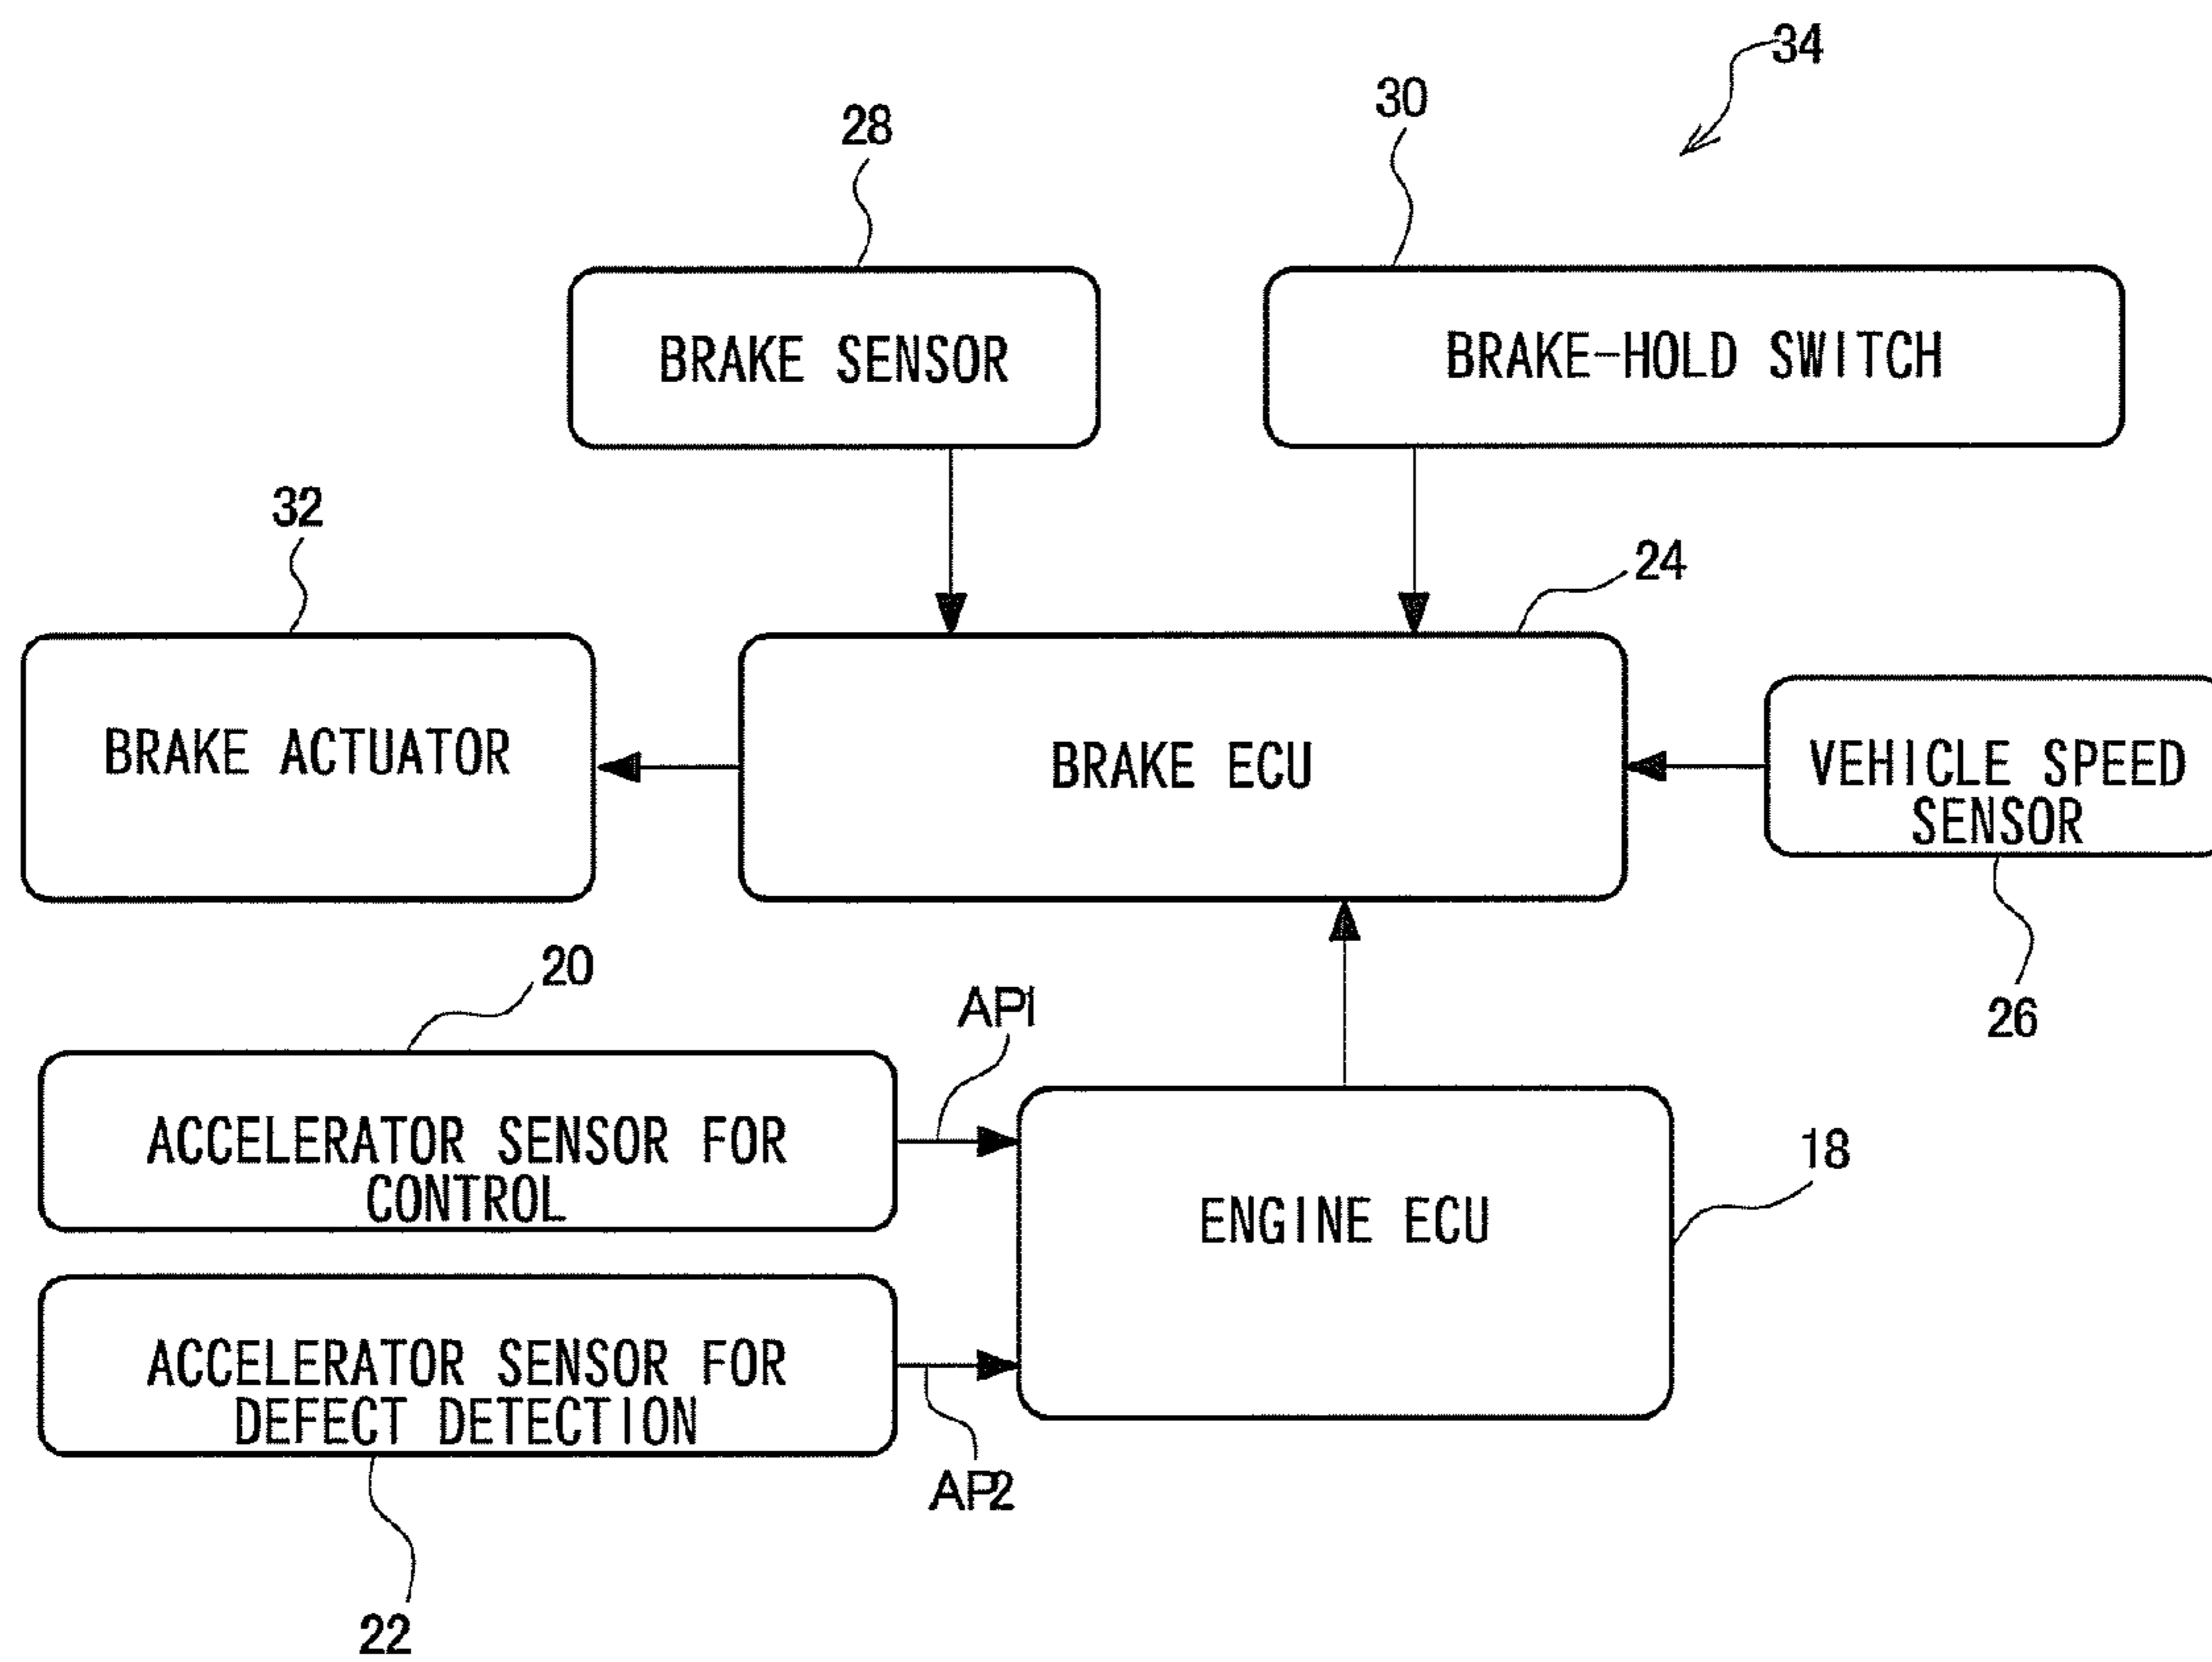 34
30
28
BRAKE SENSOR
BRAKE-HOLD SWITCH
32
24
BRAKE ACTUATOR
BRAKE ECU
VEHICLE SPEED
SENSOR
20
AP1
26
ACCELERATOR SENSOR FOR
CONTROL
ENGINE ECU
18
ACCELERATOR SENSOR FOR
DEFECT DETECTION
AP2
22